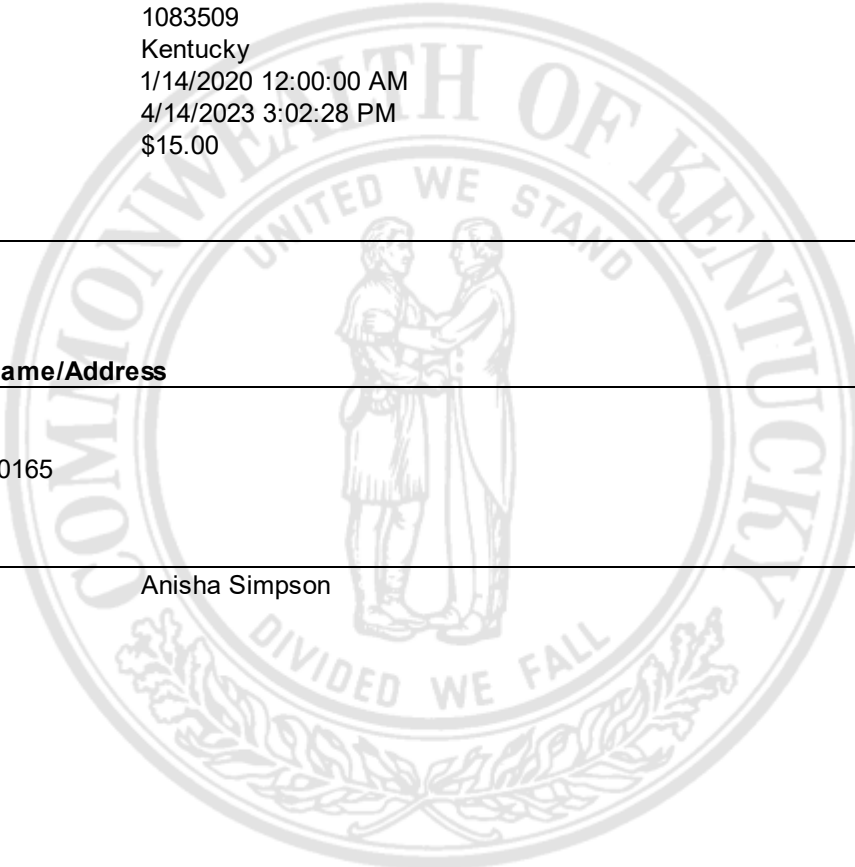 1083509
Kentucky
1/14/2020 12:00:00 AM
4/14/2023 3:02:28 PM
$15.00
COMMONWEALTH OF KENTUCKY
UNITED WE STAND
ame/Address
0165
Anisha Simpson
DIVIDED WE FALL